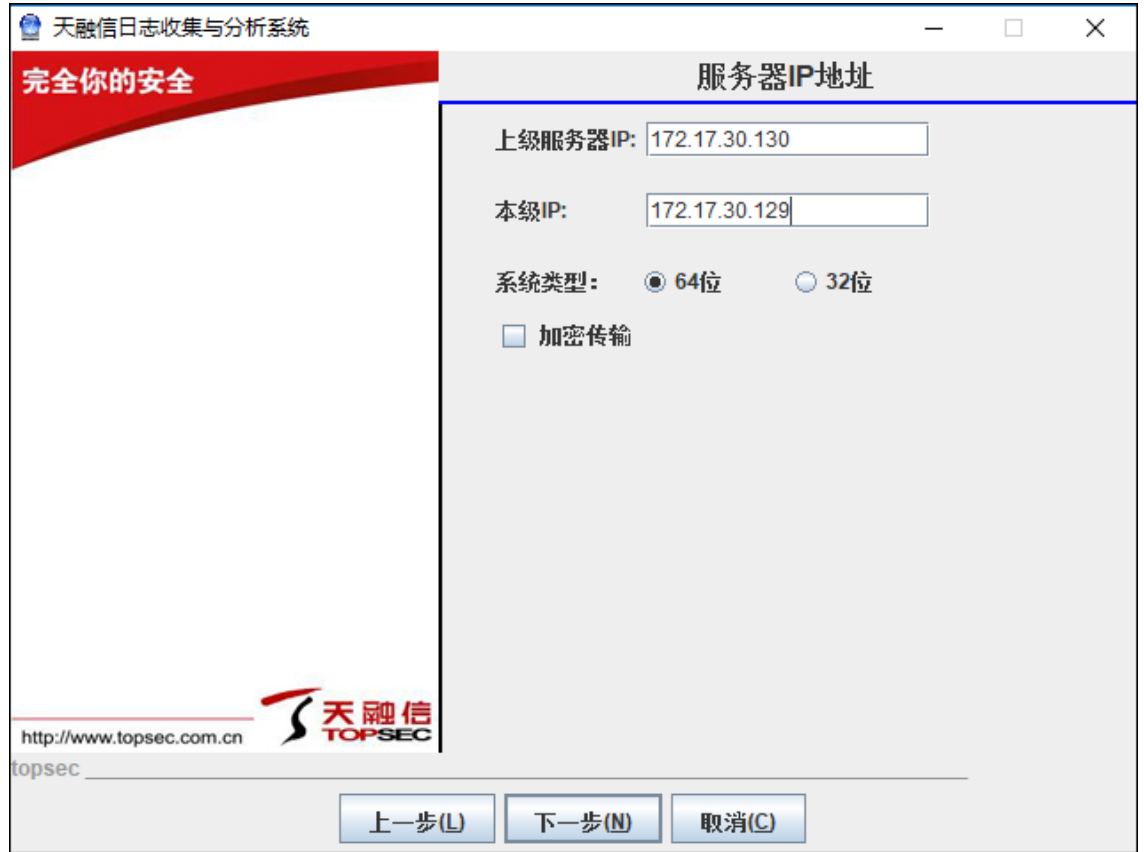 天融信日志收集与分析系统
完全你的安全
服务器IP地址
上级服务器IP: 172.17.30.130
本级IP: 172.17.30.129
系统类型： 64位 32位
加密传输
天融信
TOPSEC
http://www.topsec.com.cn
topsec
上一步(L) 下一步(N) 取消(C)